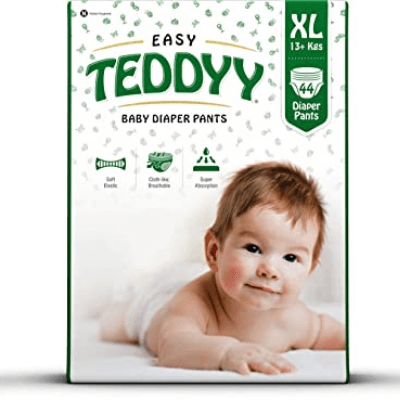 EASY
TEDDYY
BABY DIAPER PANTS
XL
13+ KGS
44
Diaper
Pants
Soft
Elastic
Cloth-like
Breathable
Super
Absorption